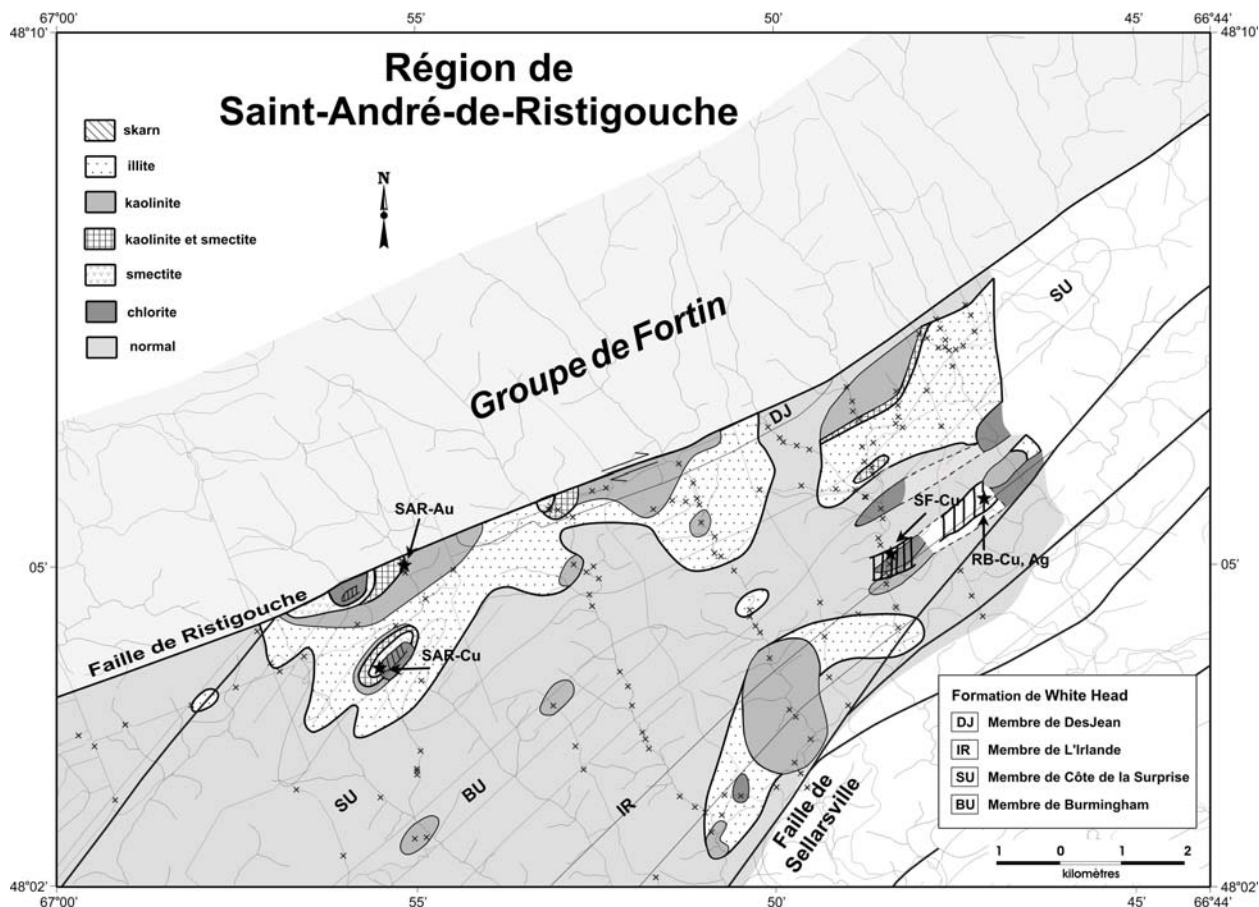 67°00'
55'
50'
45'
66°44'
48°10'
48°10'
Région de
Saint-André-de-Ristigouche
skarn
illite
kaolinite
kaolinite et smectite
smectite
chlorite
normal
N
Groupe de Fortin
SU
DJ
SAR-Au
SF-Cu
RB-Cu, Ag
05'
05'
Faille de Ristigouche
SAR-Cu
SU
BU
IR
Faille de
Sellarsville
Formation de White Head
DJ Membre de DesJean
IR Membre de L'Irlande
SU Membre de Côte de la Surprise
BU Membre de Burmingham
1 0 1 2
kilomètres
48°02'
48°02'
67°00'
55'
50'
45'
66°44'